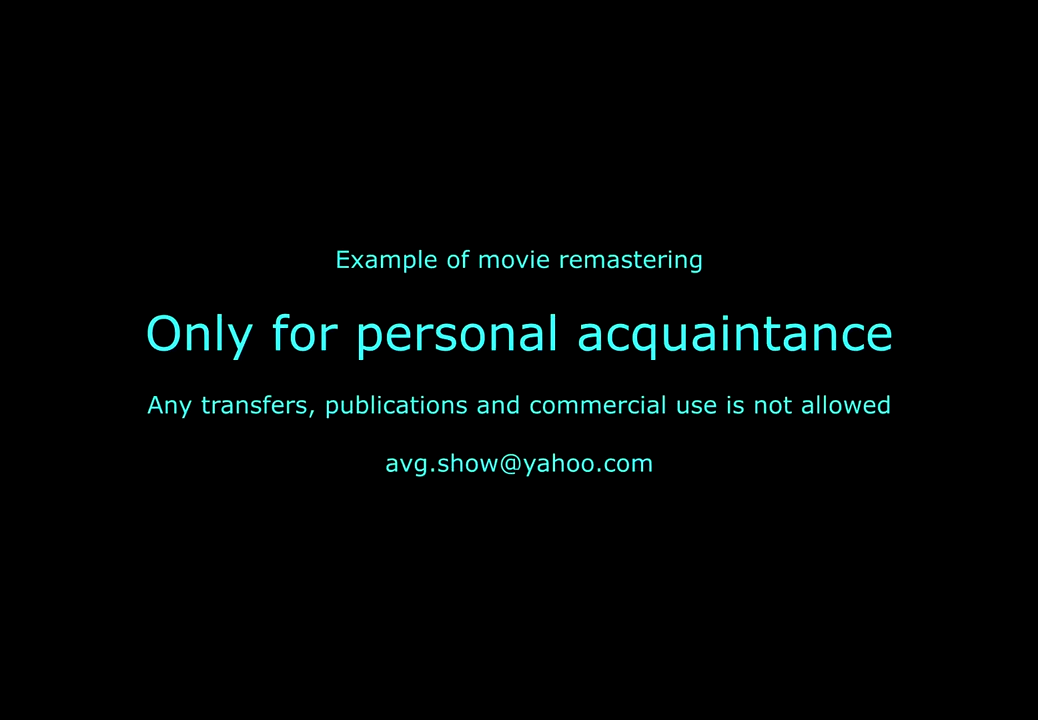 Example of movie remastering
Only for personal acquaintance
Any transfers, publications and commercial use is not allowed
avg.show@yahoo.com